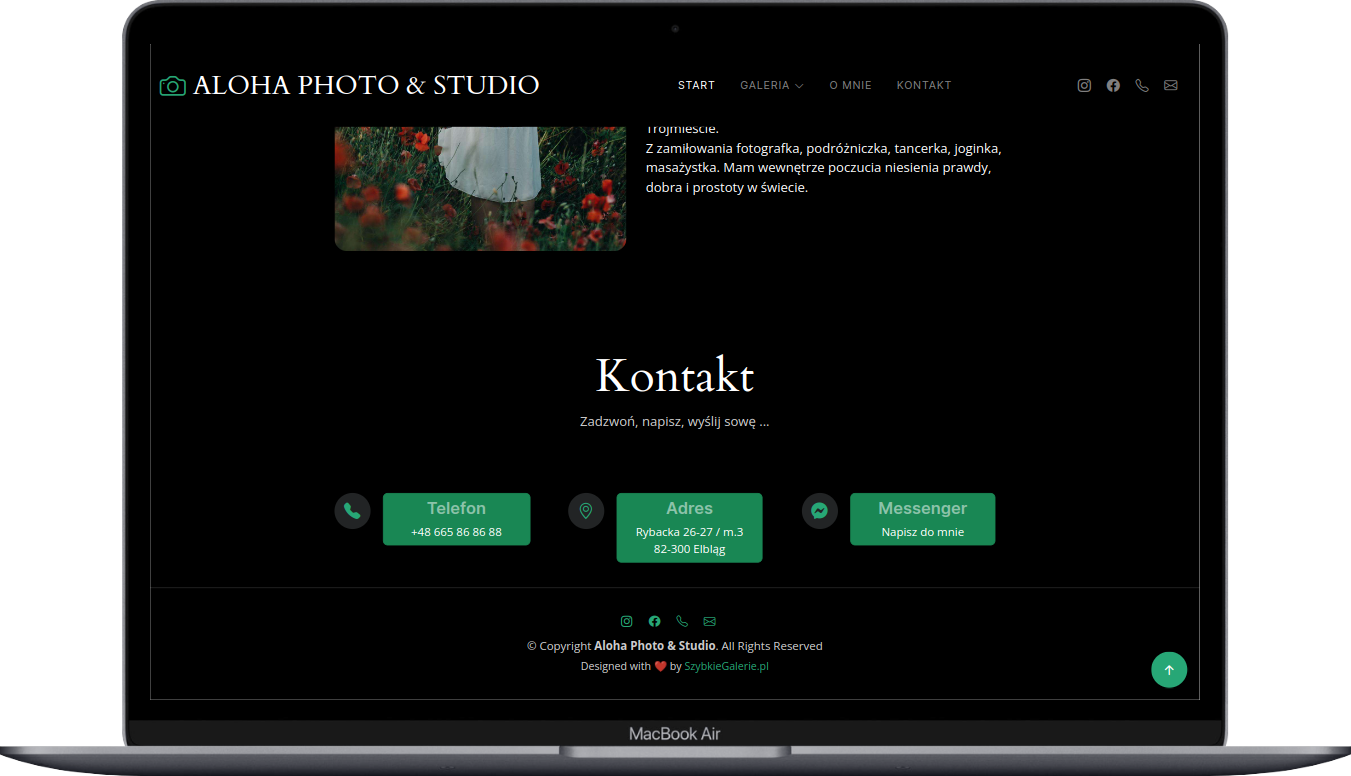 ALOHA PHOTO & STUDIO
START GALERIA O MNIE KONTAKT
Trójmieście.
Z zamiłowania fotografka, podróżniczka, tancerka, joginka,
masażystka. Mam wewnętrze poczucia niesienia prawdy,
dobra i prostoty w świecie.
Kontakt
Zadzwoń, napisz, wyślij sowę ...
Telefon
+48 665 86 86 88
Adres
Rybacka 26-27 / m.3
82-300 Elbląg
Messenger
Napisz do mnie
© Copyright Aloha Photo & Studio. All Rights Reserved
Designed with ❤️ by SzybkieGalerie.pl
MacBook Air